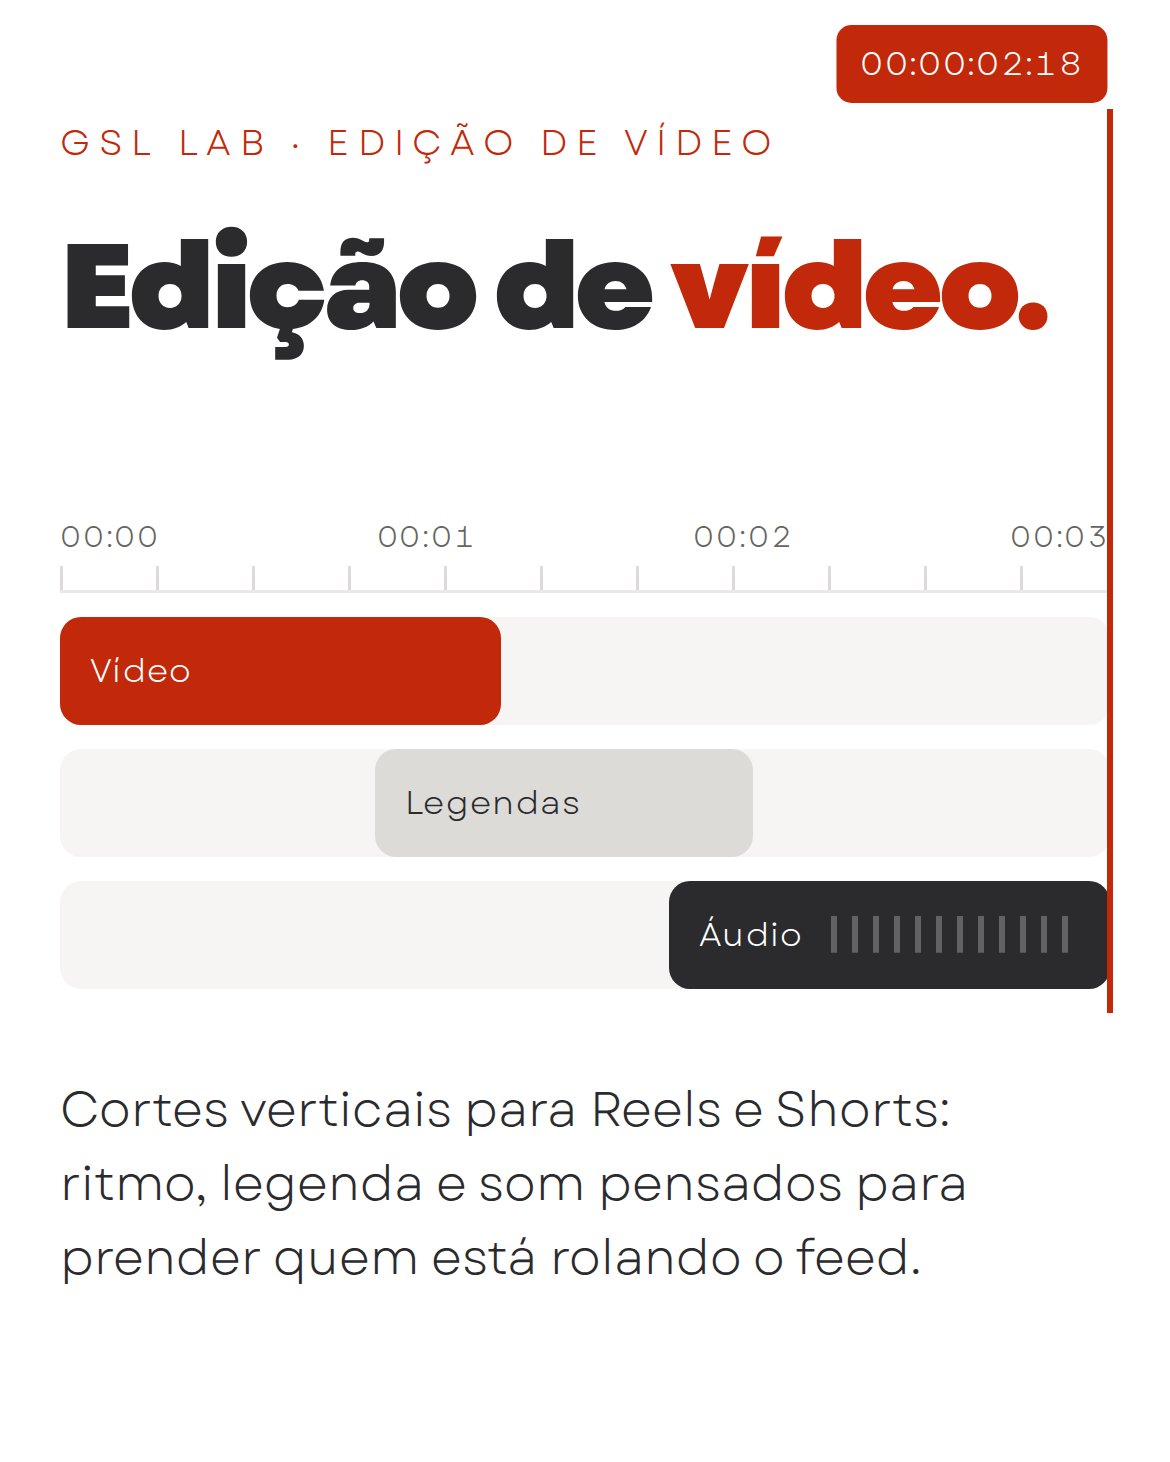 00:00:02:18
GSL LAB · EDIÇÃO DE VÍDEO
Edição de vídeo.
00:00 00:01 00:02 00:03
Vídeo
Legendas
Áudio
Cortes verticais para Reels e Shorts:
ritmo, legenda e som pensados para
prender quem está rolando o feed.